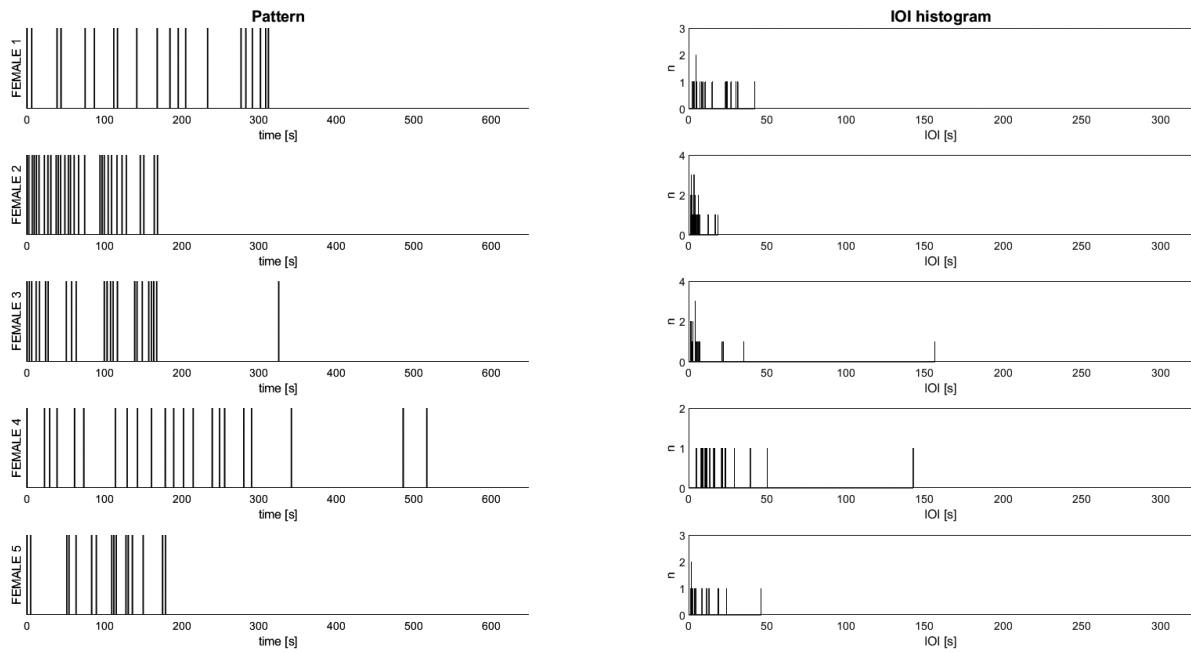 Pattern
IOI histogram
FEMALE 1
0 100 200 300 400 500 600
time [s]
n
3
2
1
0
0 50 100 150 200 250 300
IOI [s]
FEMALE 2
0 100 200 300 400 500 600
time [s]
n
4
2
0
0 50 100 150 200 250 300
IOI [s]
FEMALE 3
0 100 200 300 400 500 600
time [s]
n
4
2
0
0 50 100 150 200 250 300
IOI [s]
FEMALE 4
0 100 200 300 400 500 600
time [s]
n
2
1
0
0 50 100 150 200 250 300
IOI [s]
FEMALE 5
0 100 200 300 400 500 600
time [s]
n
3
2
1
0
0 50 100 150 200 250 300
IOI [s]